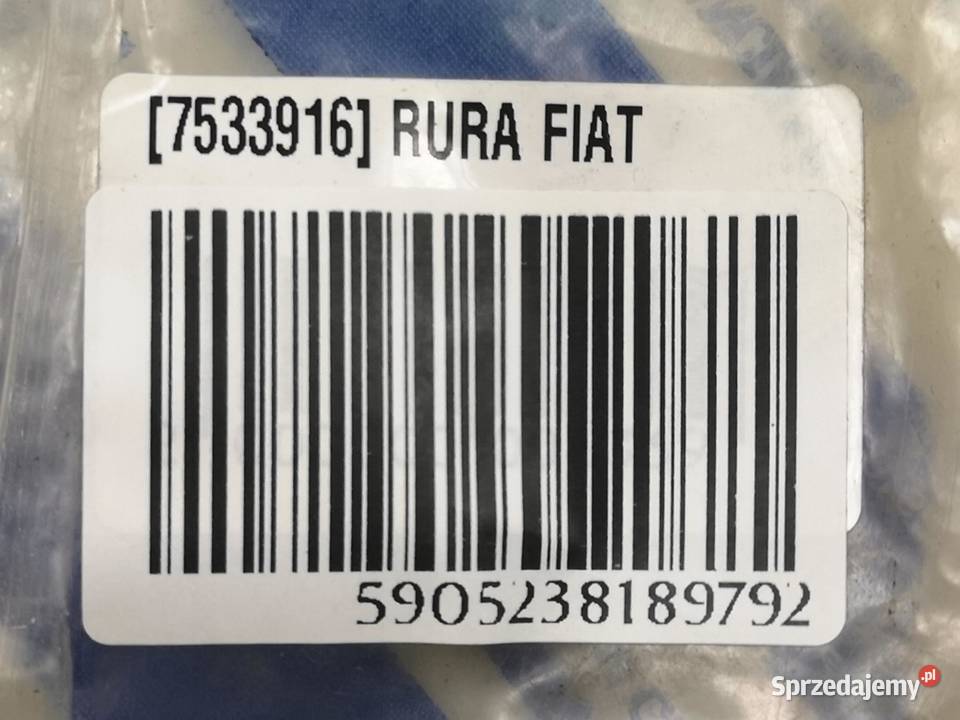 [7533916] RURA FIAT
5905238189792
Sprzedajemy.pl